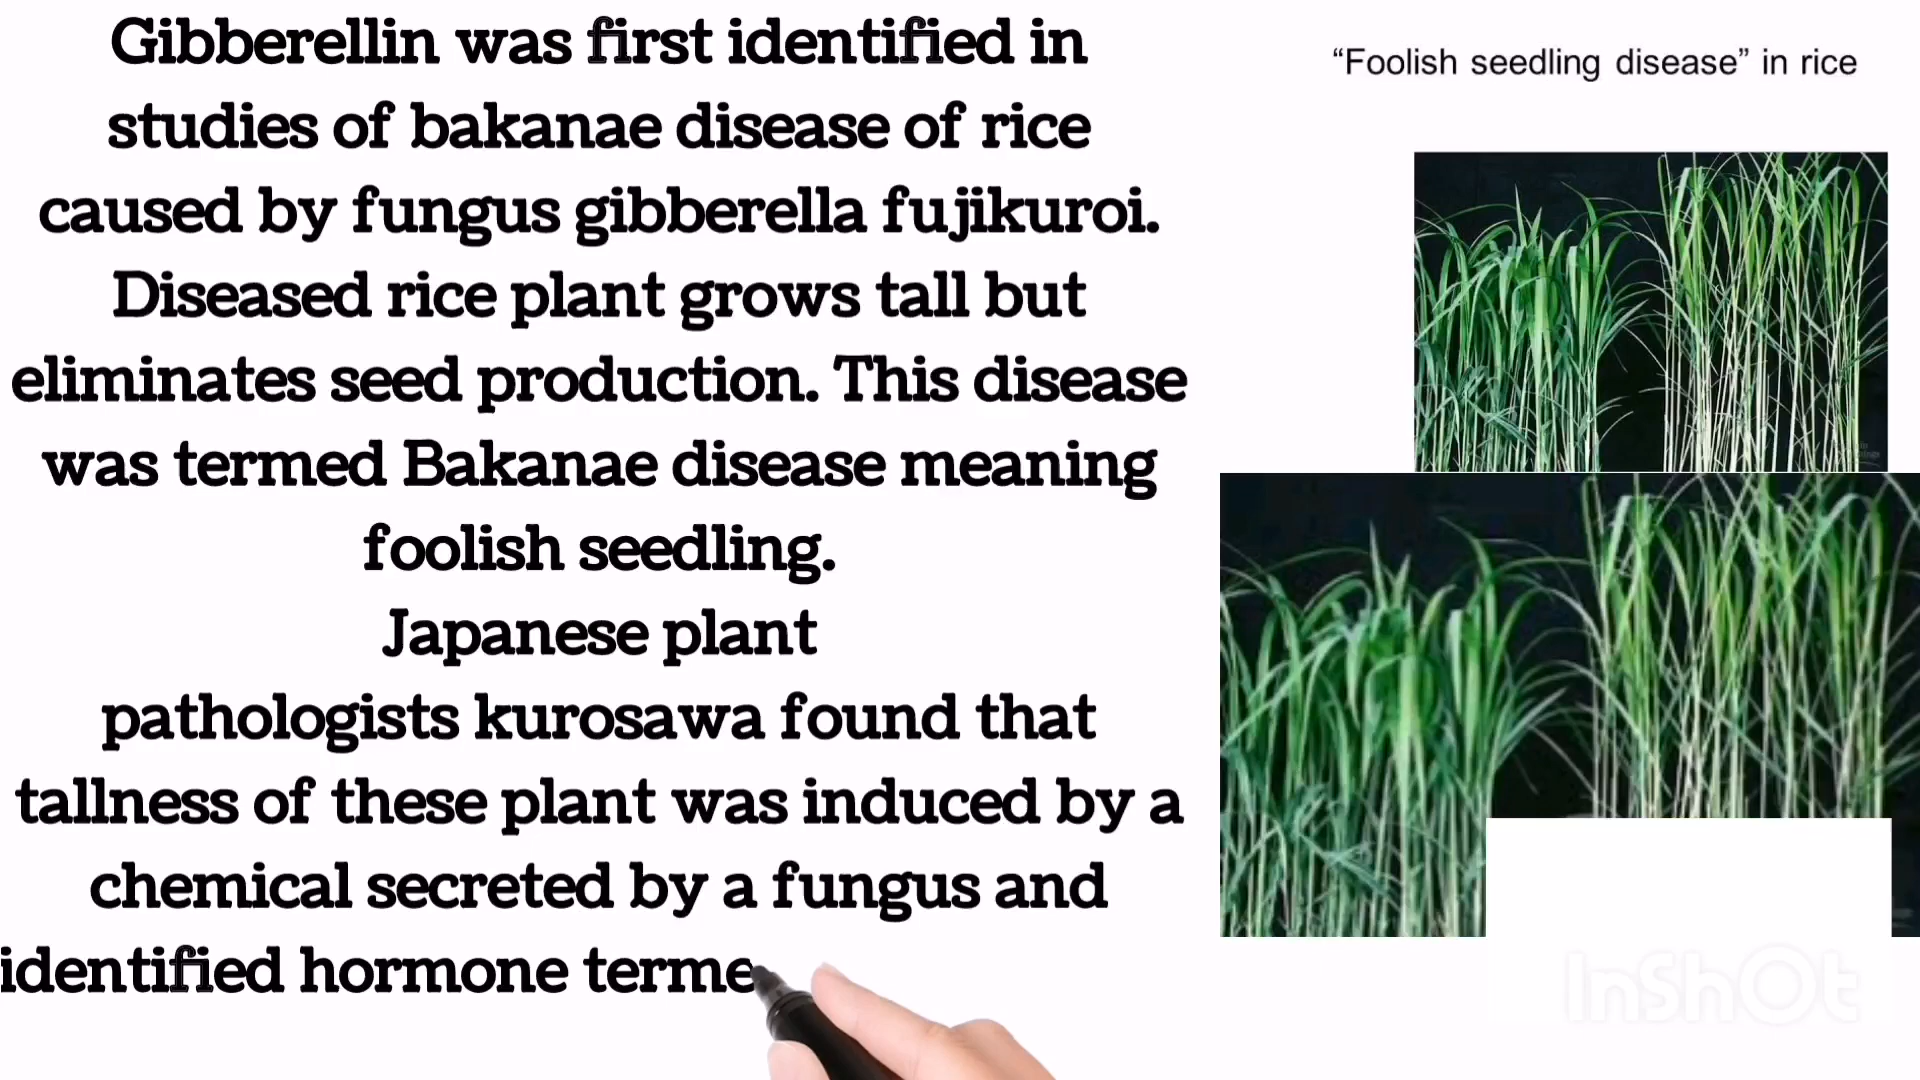 Gibberellin was first identified in
studies of bakanae disease of rice
caused by fungus gibberella fujikuroi.
Diseased rice plant grows tall but
eliminates seed production. This disease
was termed Bakanae disease meaning
foolish seedling.
Japanese plant
pathologists kurosawa found that
tallness of these plant was induced by a
chemical secreted by a fungus and
identified hormone terme
“Foolish seedling disease” in rice
InShOt